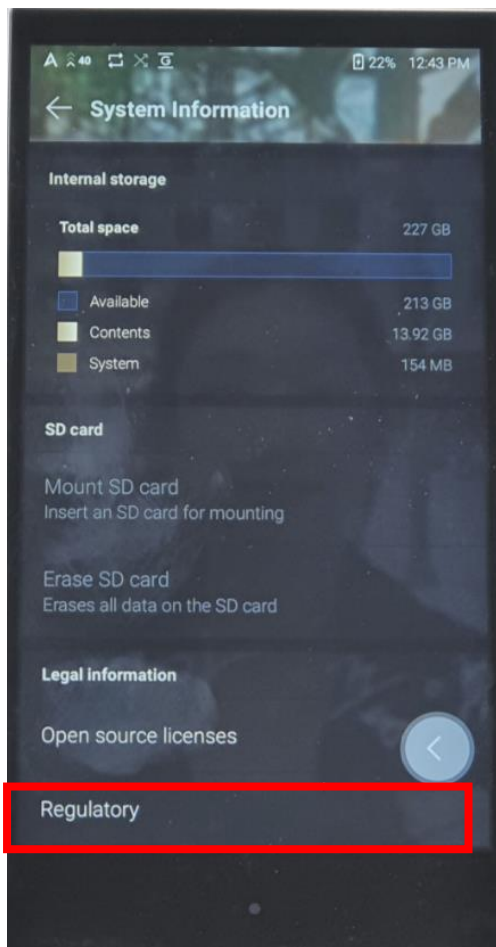 A 40 G 22% 12:43 PM
System Information
Internal storage
Total space 227 GB
Available 213 GB
Contents 13.92 GB
System 154 MB
SD card
Mount SD card
Insert an SD card for mounting
Erase SD card
Erases all data on the SD card
Legal information
Open source licenses
Regulatory